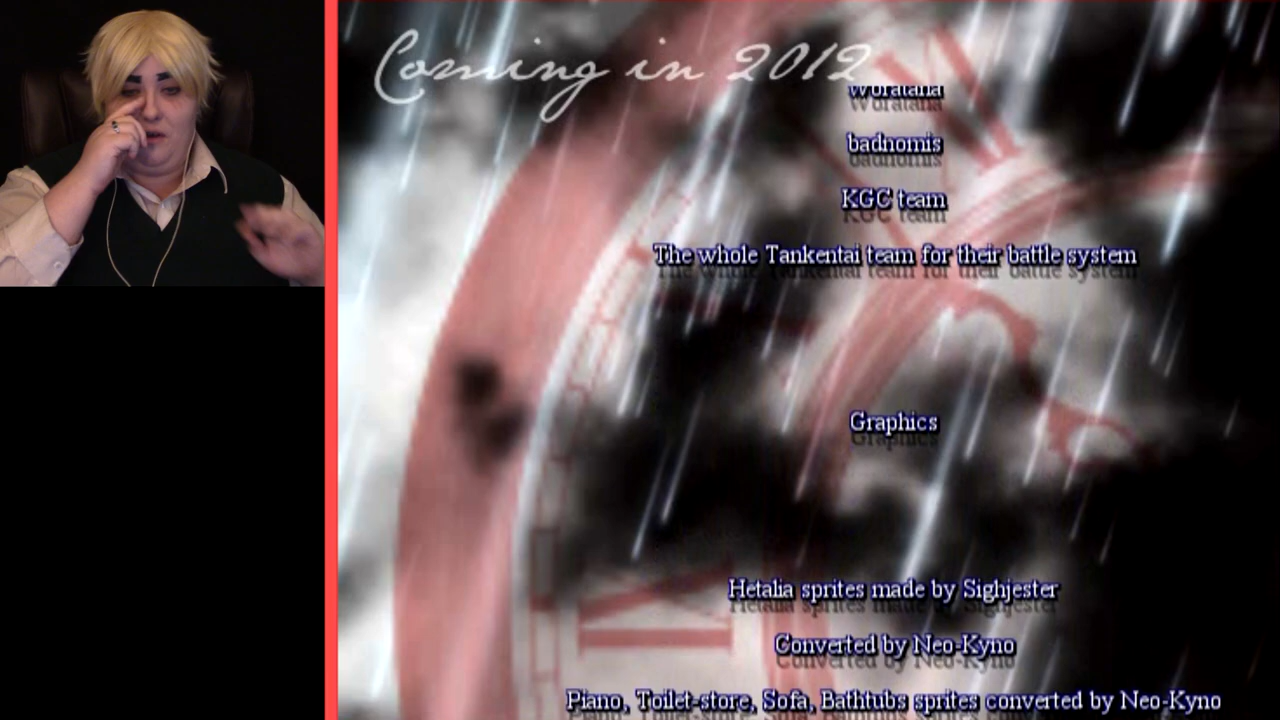 Coming in 2012
Woratana
badnomis
KGC team
The whole Tankentai team for their battle system
Graphics
Hetalia sprites made by Sighjester
Converted by Neo-Kyno
Piano, Toilet-store, Sofa, Bathtubs sprites converted by Neo-Kyno